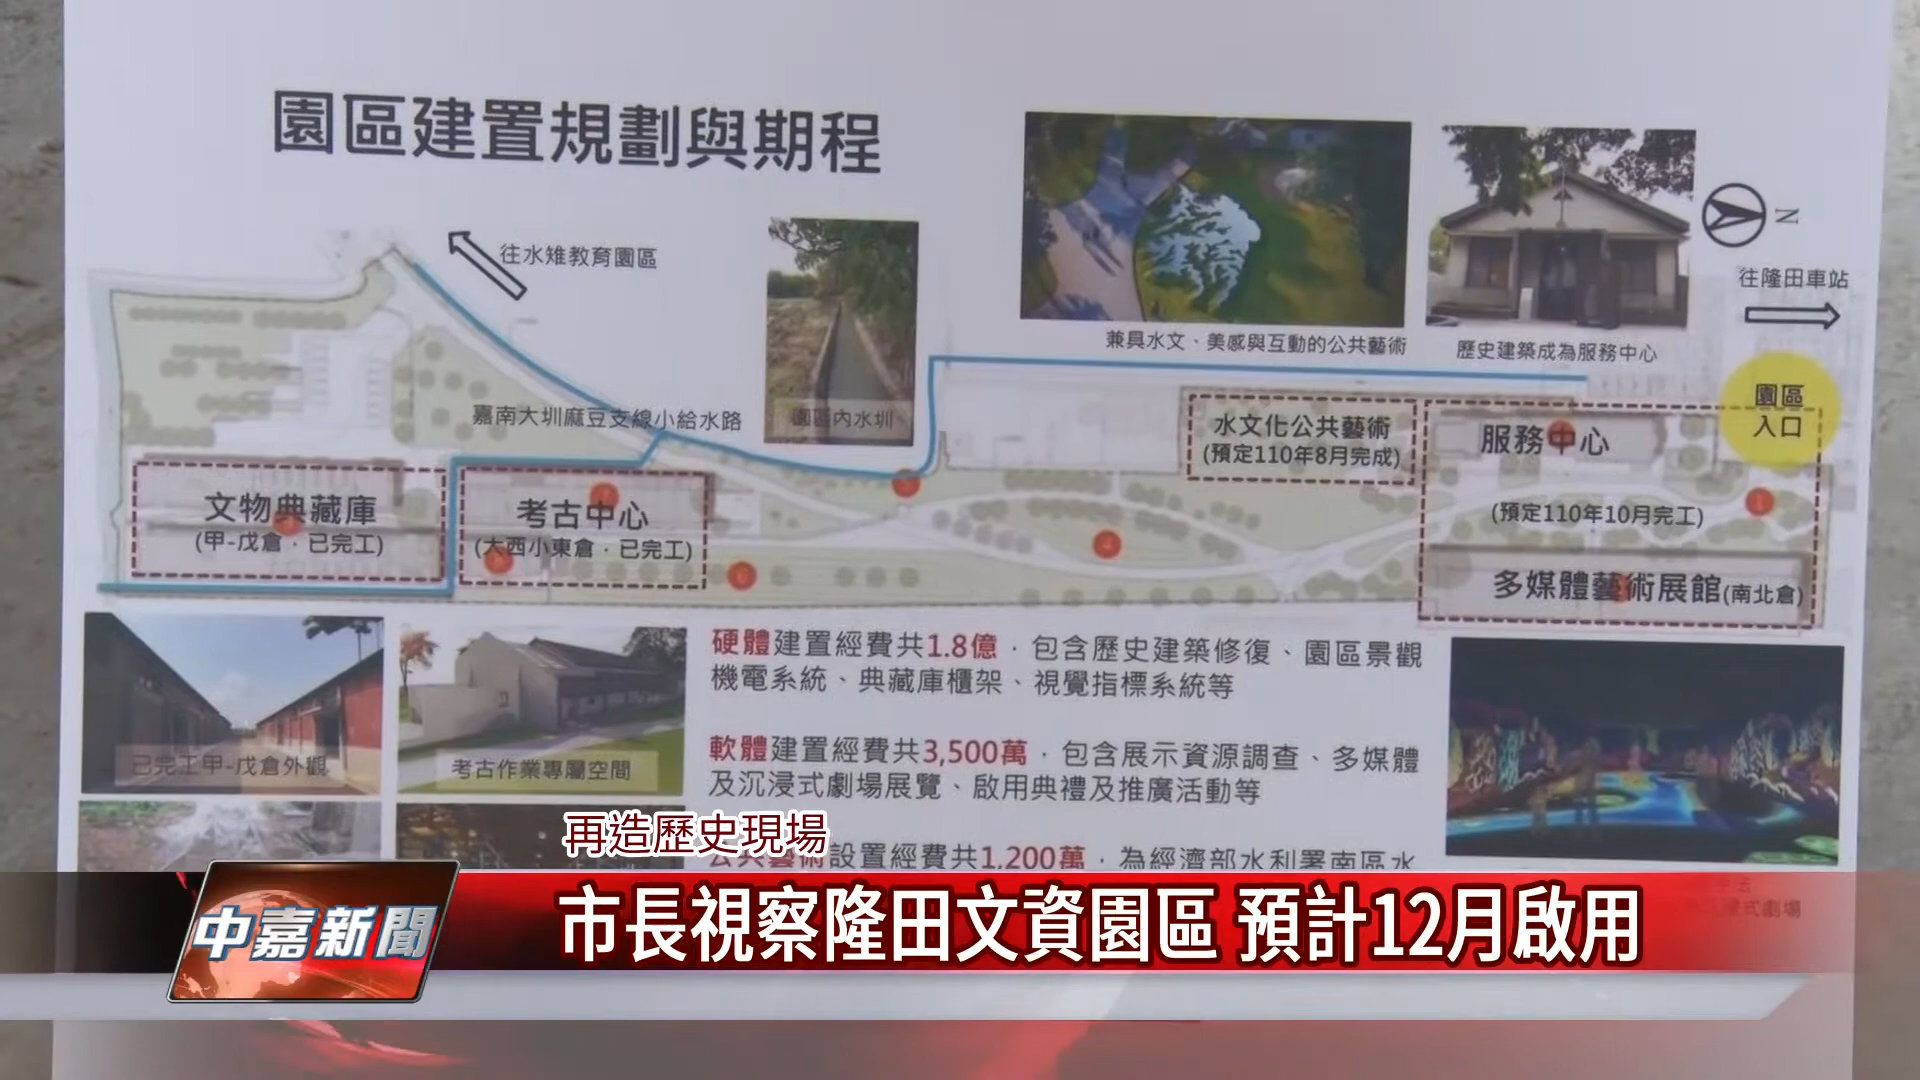 園區建置規劃與期程
往水雉教育園區
N
往隆田車站
兼具水文、美感與互動的公共藝術
歷史建築成為服務中心
園區
入口
嘉南大圳麻豆支線小給水路
園區內水圳
水文化公共藝術
(預定110年8月完成)
服務中心
(預定110年10月完工)
多媒體藝術展館(南北倉)
文物典藏庫
(甲-戊倉．已完工)
考古中心
(大西小東倉．已完工)
1
4
6
已完工甲-戊倉外觀
考古作業專屬空間
硬體建置經費共1.8億．包含歷史建築修復、園區景觀
機電系統、典藏庫櫃架、視覺指標系統等
軟體建置經費共3,500萬．包含展示資源調查、多媒體
及沉浸式劇場展覽、啟用典禮及推廣活動等
公共藝術設置經費共1,200萬．為經濟部水利署南區水
再造歷史現場
中嘉新聞
市長視察隆田文資園區 預計12月啟用